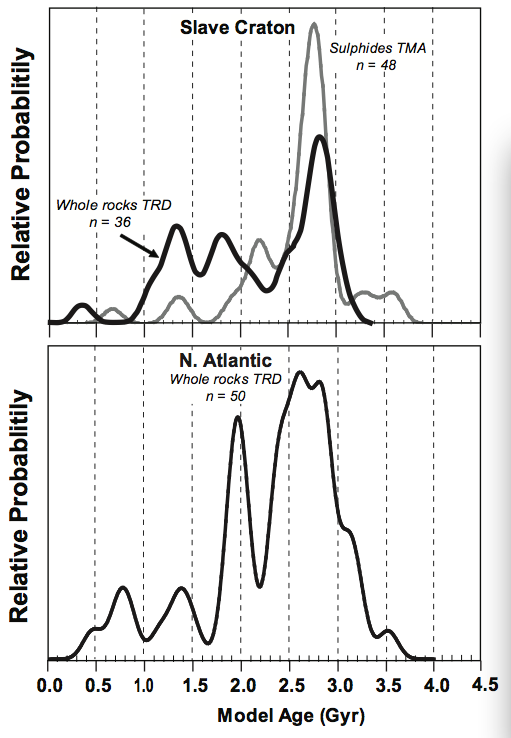 Slave Craton
Sulphides TMA
n = 48
Relative Probablitily
Whole rocks TRD
n = 36
N. Atlantic
Whole rocks TRD
n = 50
Relative Probablitily
0.0 0.5 1.0 1.5 2.0 2.5 3.0 3.5 4.0 4.5
Model Age (Gyr)